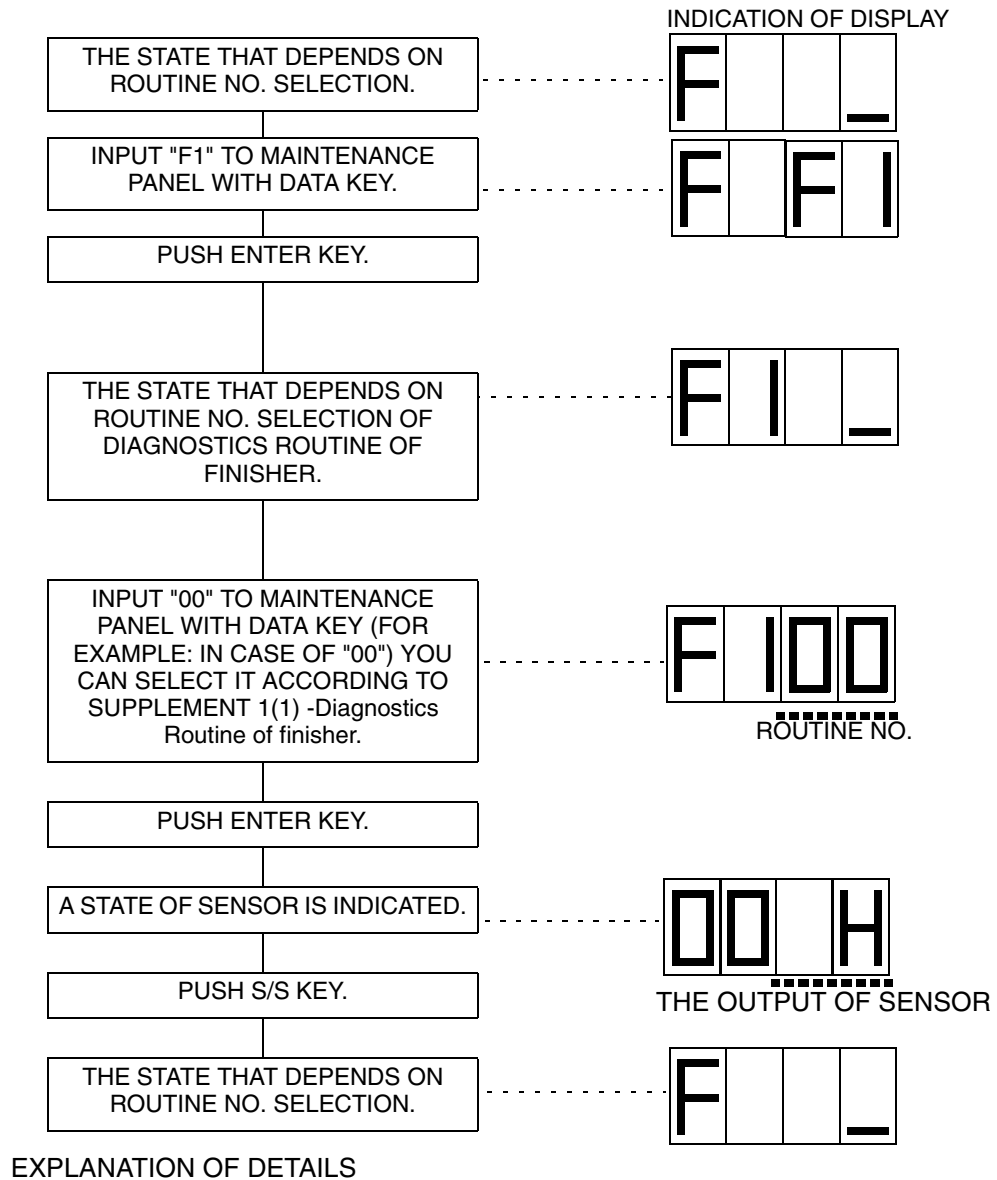 INDICATION OF DISPLAY
THE STATE THAT DEPENDS ON
ROUTINE NO. SELECTION.
F _
INPUT "F1" TO MAINTENANCE
PANEL WITH DATA KEY.
F F1
PUSH ENTER KEY.
THE STATE THAT DEPENDS ON
ROUTINE NO. SELECTION OF
DIAGNOSTICS ROUTINE OF
FINISHER.
F1 _
INPUT "00" TO MAINTENANCE
PANEL WITH DATA KEY (FOR
EXAMPLE: IN CASE OF "00") YOU
CAN SELECT IT ACCORDING TO
SUPPLEMENT 1(1) -Diagnostics
Routine of finisher.
F100
ROUTINE NO.
PUSH ENTER KEY.
A STATE OF SENSOR IS INDICATED.
00 H
THE OUTPUT OF SENSOR
PUSH S/S KEY.
THE STATE THAT DEPENDS ON
ROUTINE NO. SELECTION.
F _
EXPLANATION OF DETAILS